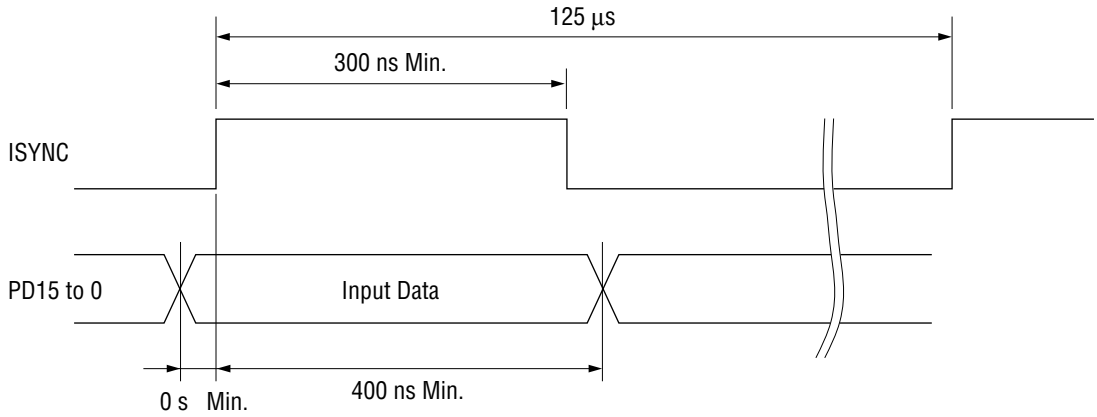 125 μs
300 ns Min.
ISYNC
PD15 to 0
Input Data
0 s Min.
400 ns Min.